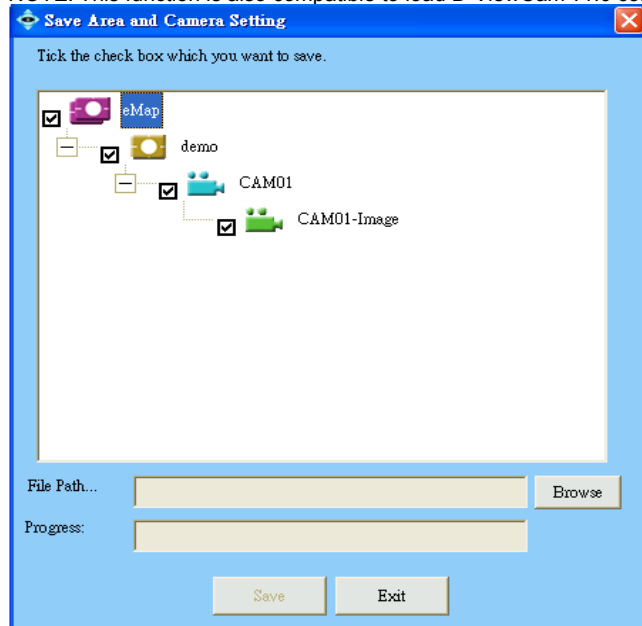 Save Area and Camera Setting
Tick the check box which you want to save.
eMap
demo
CAM01
CAM01-Image
File Path...
Browse
Progress:
Save
Exit